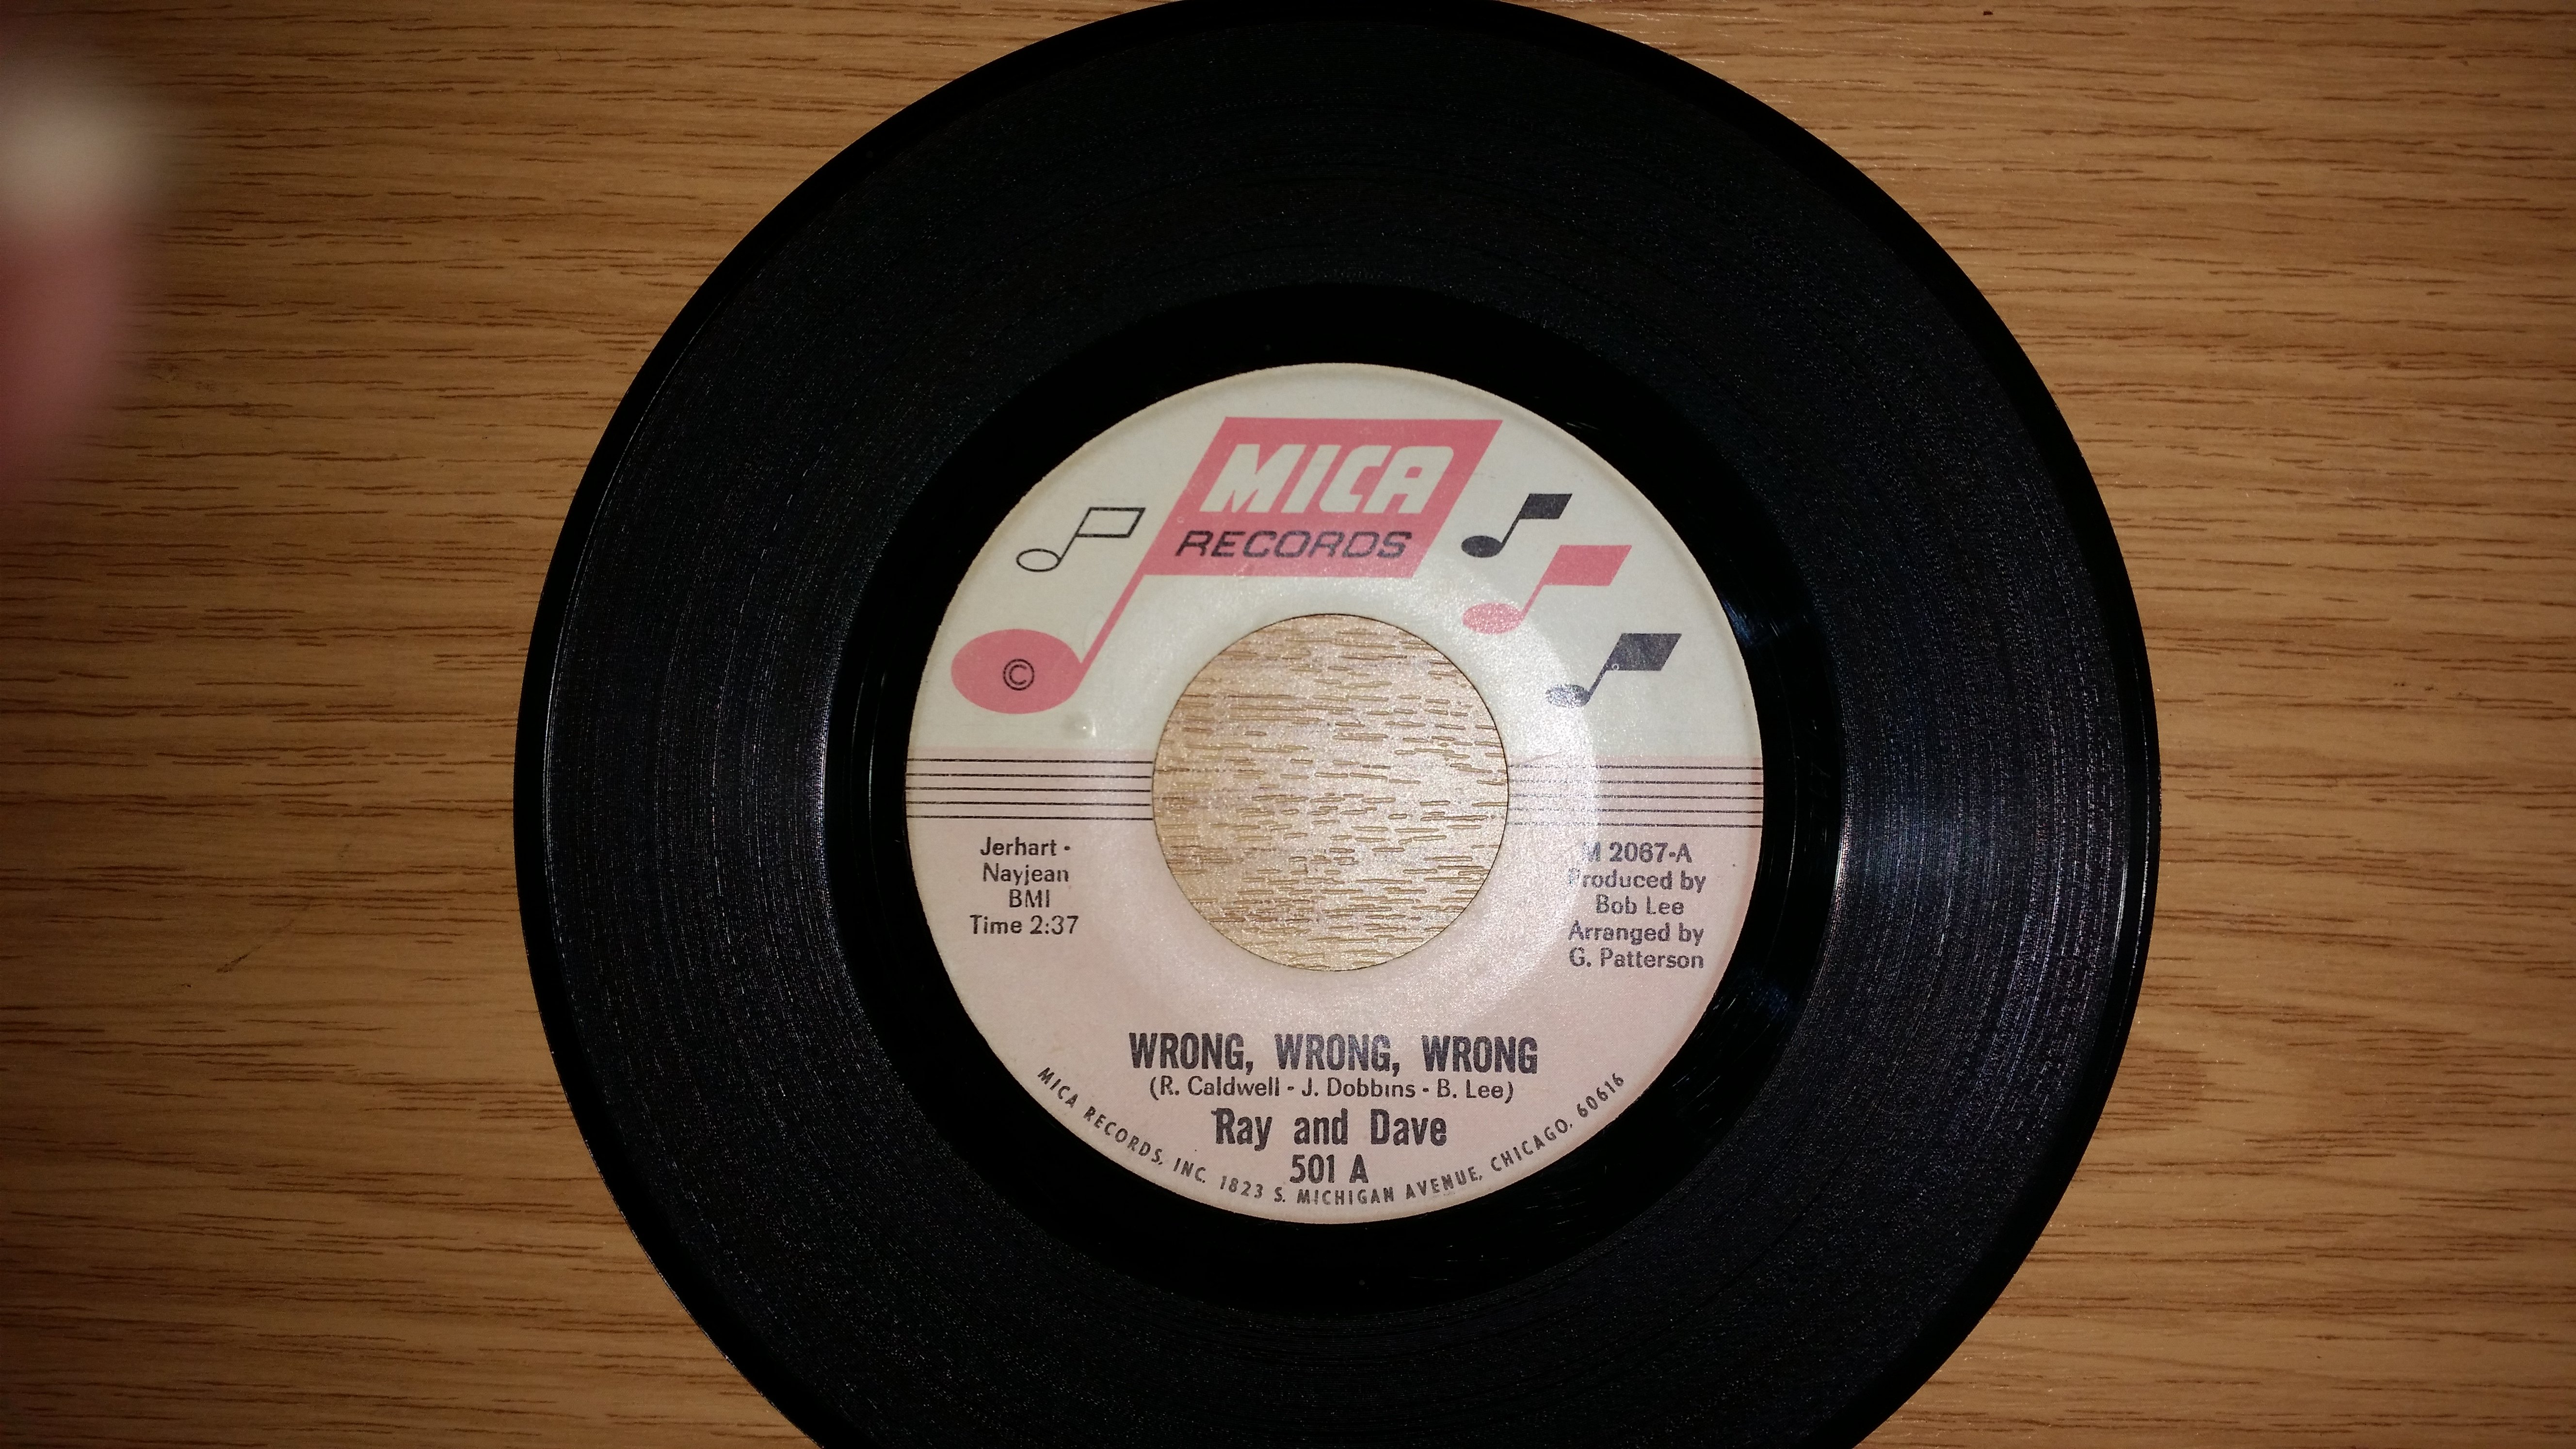 MICA
RECORDS
©
Jerhart -
Nayjean
BMI
Time 2:37
M 2067-A
Produced by
Bob Lee
Arranged by
G. Patterson
WRONG, WRONG, WRONG
(R. Caldwell - J. Dobbins - B. Lee)
Ray and Dave
501 A
MICA RECORDS, INC. 1823 S. MICHIGAN AVENUE, CHICAGO, 60616